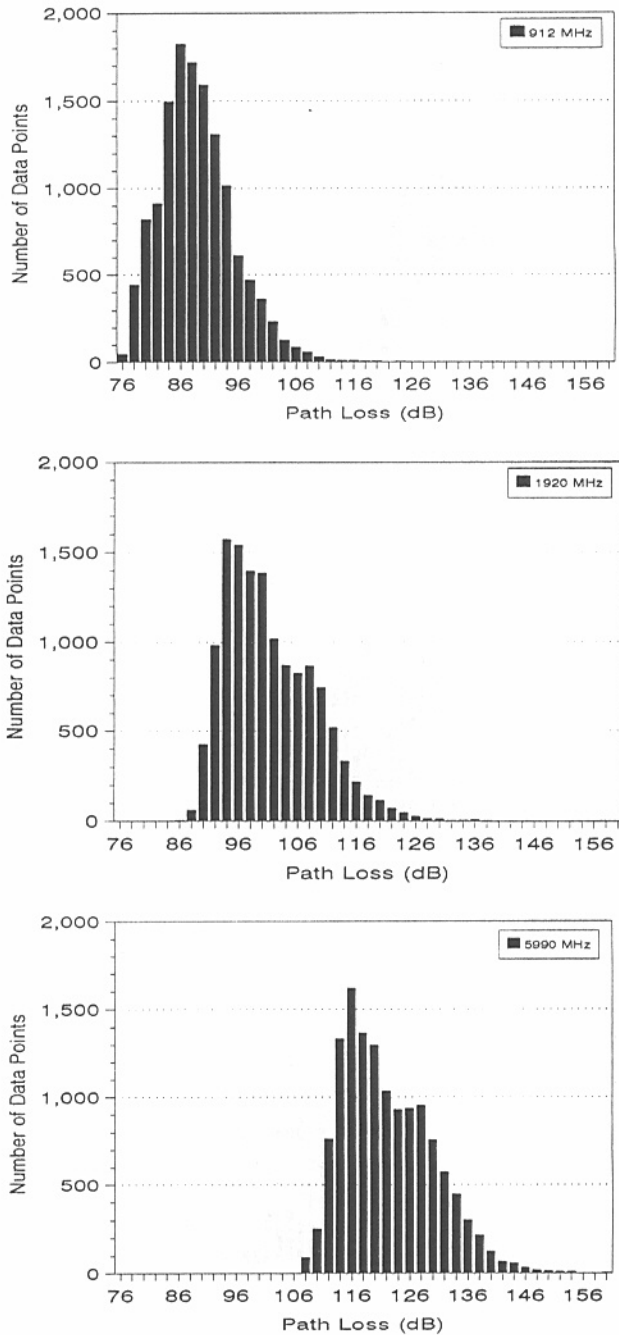 2,000
912 MHz
1,500
1,000
500
0
Number of Data Points
76 86 96 106 116 126 136 146 156
Path Loss (dB)
2,000
1920 MHz
1,500
1,000
500
0
Number of Data Points
76 86 96 106 116 126 136 146 156
Path Loss (dB)
2,000
5990 MHz
1,500
1,000
500
0
Number of Data Points
76 86 96 106 116 126 136 146 156
Path Loss (dB)